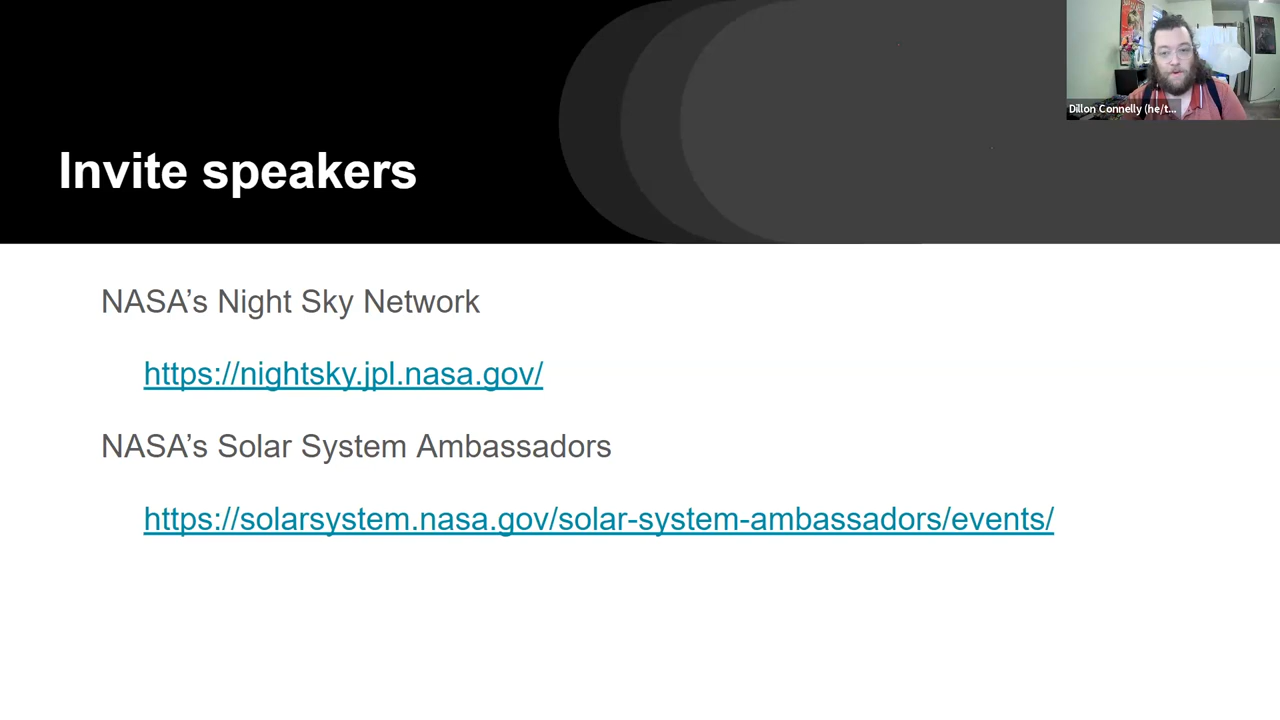 Invite speakers
Dillon Connelly (he/t...
NASA’s Night Sky Network
https://nightsky.jpl.nasa.gov/
NASA’s Solar System Ambassadors
https://solarsystem.nasa.gov/solar-system-ambassadors/events/